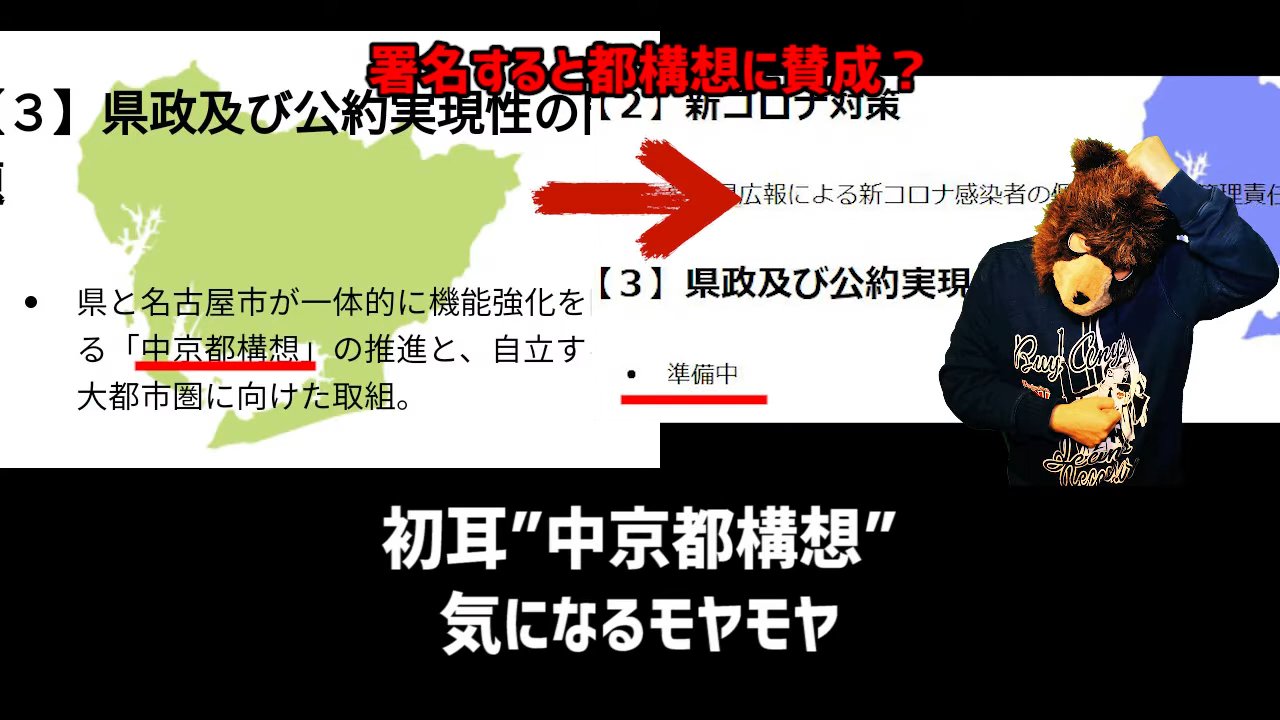 署名すると都構想に賛成？
【３】県政及び公約実現性の
県と名古屋市が一体的に機能強化を
る「中京都構想」の推進と、自立す
大都市圏に向けた取組。
【２】新コロナ対策
広報による新コロナ感染者の
管理責任
【３】県政及び公約実現
準備中
初耳”中京都構想”
気になるモヤモヤ